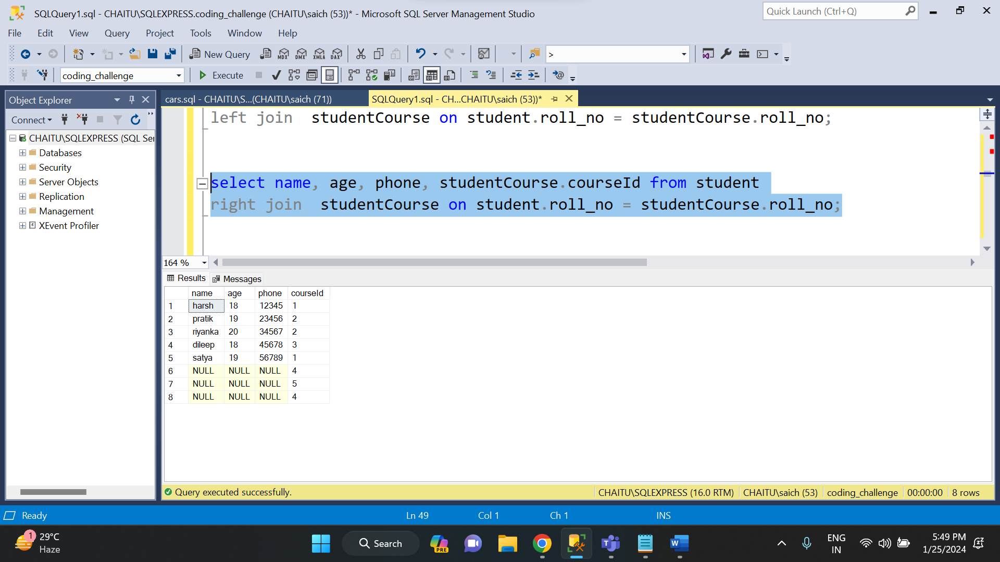 SQLQuery1.sql - CHAITU\SQLEXPRESS.coding_challenge (CHAITU\saich (53))* - Microsoft SQL Server Management Studio
Quick Launch (Ctrl+Q)
File Edit View Query Project Tools Window Help
New Query MDX DMX XMLA DAX >
coding_challenge Execute
Object Explorer
cars.sql - CHAITU\S...(CHAITU\saich (71))
SQLQuery1.sql - CH...CHAITU\saich (53))*
Connect
CHAITU\SQLEXPRESS (SQL Ser
Databases
Security
Server Objects
Replication
Management
XEvent Profiler
left join  studentCourse on student.roll_no = studentCourse.roll_no;
select name, age, phone, studentCourse.courseId from student
right join  studentCourse on student.roll_no = studentCourse.roll_no;
164 %
Results Messages
name age phone courseId
1 harsh 18 12345 1
2 pratik 19 23456 2
3 riyanka 20 34567 2
4 dileep 18 45678 3
5 satya 19 56789 1
6 NULL NULL NULL 4
7 NULL NULL NULL 5
8 NULL NULL NULL 4
Query executed successfully.
CHAITU\SQLEXPRESS (16.0 RTM) CHAITU\saich (53) coding_challenge 00:00:00 8 rows
Ready Ln 49 Col 1 Ch 1 INS
1 29°C
Haze
Search
PRE
ENG
IN
5:49 PM
1/25/2024